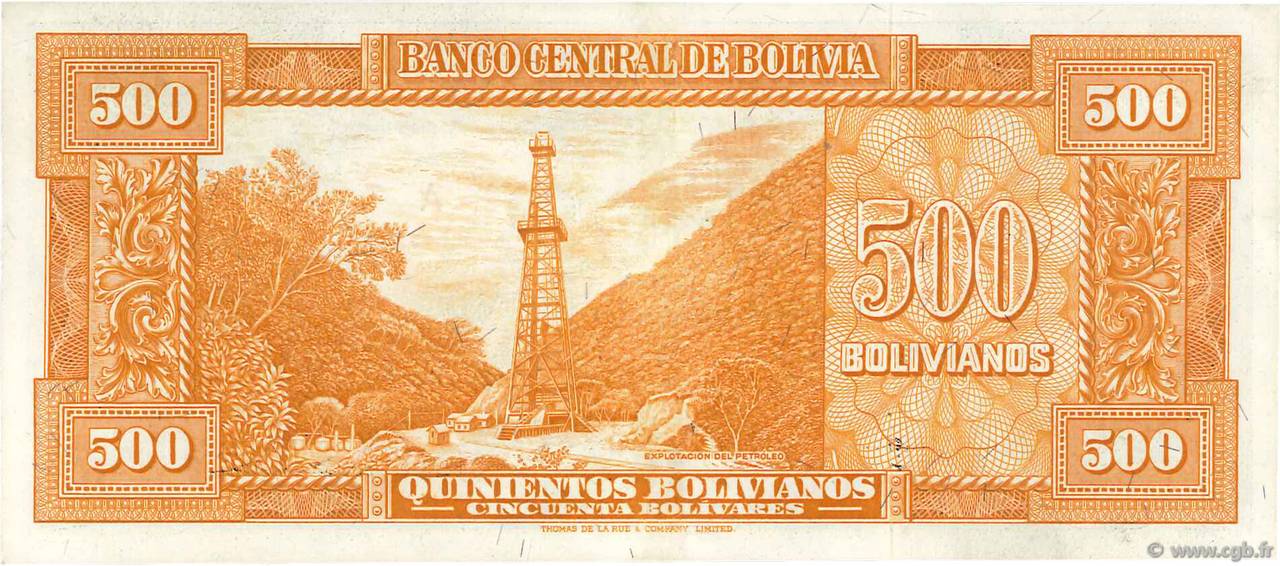 BANCO CENTRAL DE BOLIVIA
500
500
500
BOLIVIANOS
500
500
EXPLOTACION DEL PETROLEO
QUINIENTOS BOLIVIANOS
CINCUENTA BOLÍVARES
THOMAS DE LA RUE & COMPANY LIMITED.
© www.cgb.fr